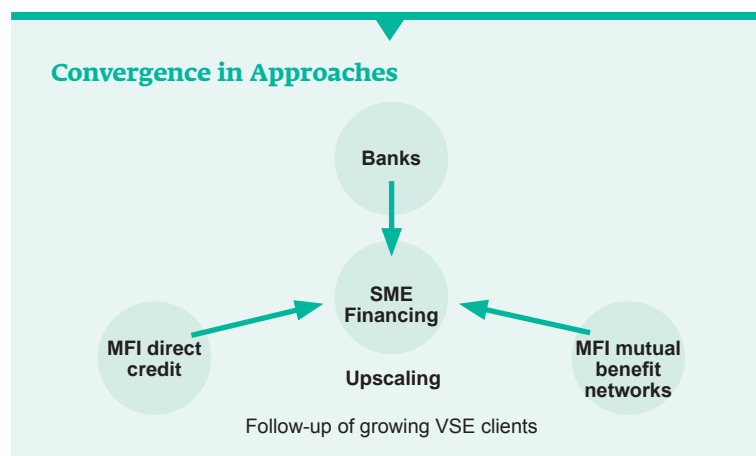 Convergence in Approaches
Banks
SME
Financing
MFI direct
credit
MFI mutual
benefit
networks
Upscaling
Follow-up of growing VSE clients